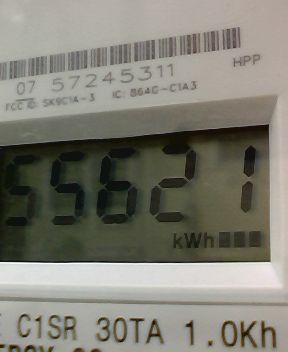 07 57245311
HPP
FCC ID: SK9C1A-3 IC: 864G-C1A3
55621
kWh
C1SR 30TA 1.0Kh